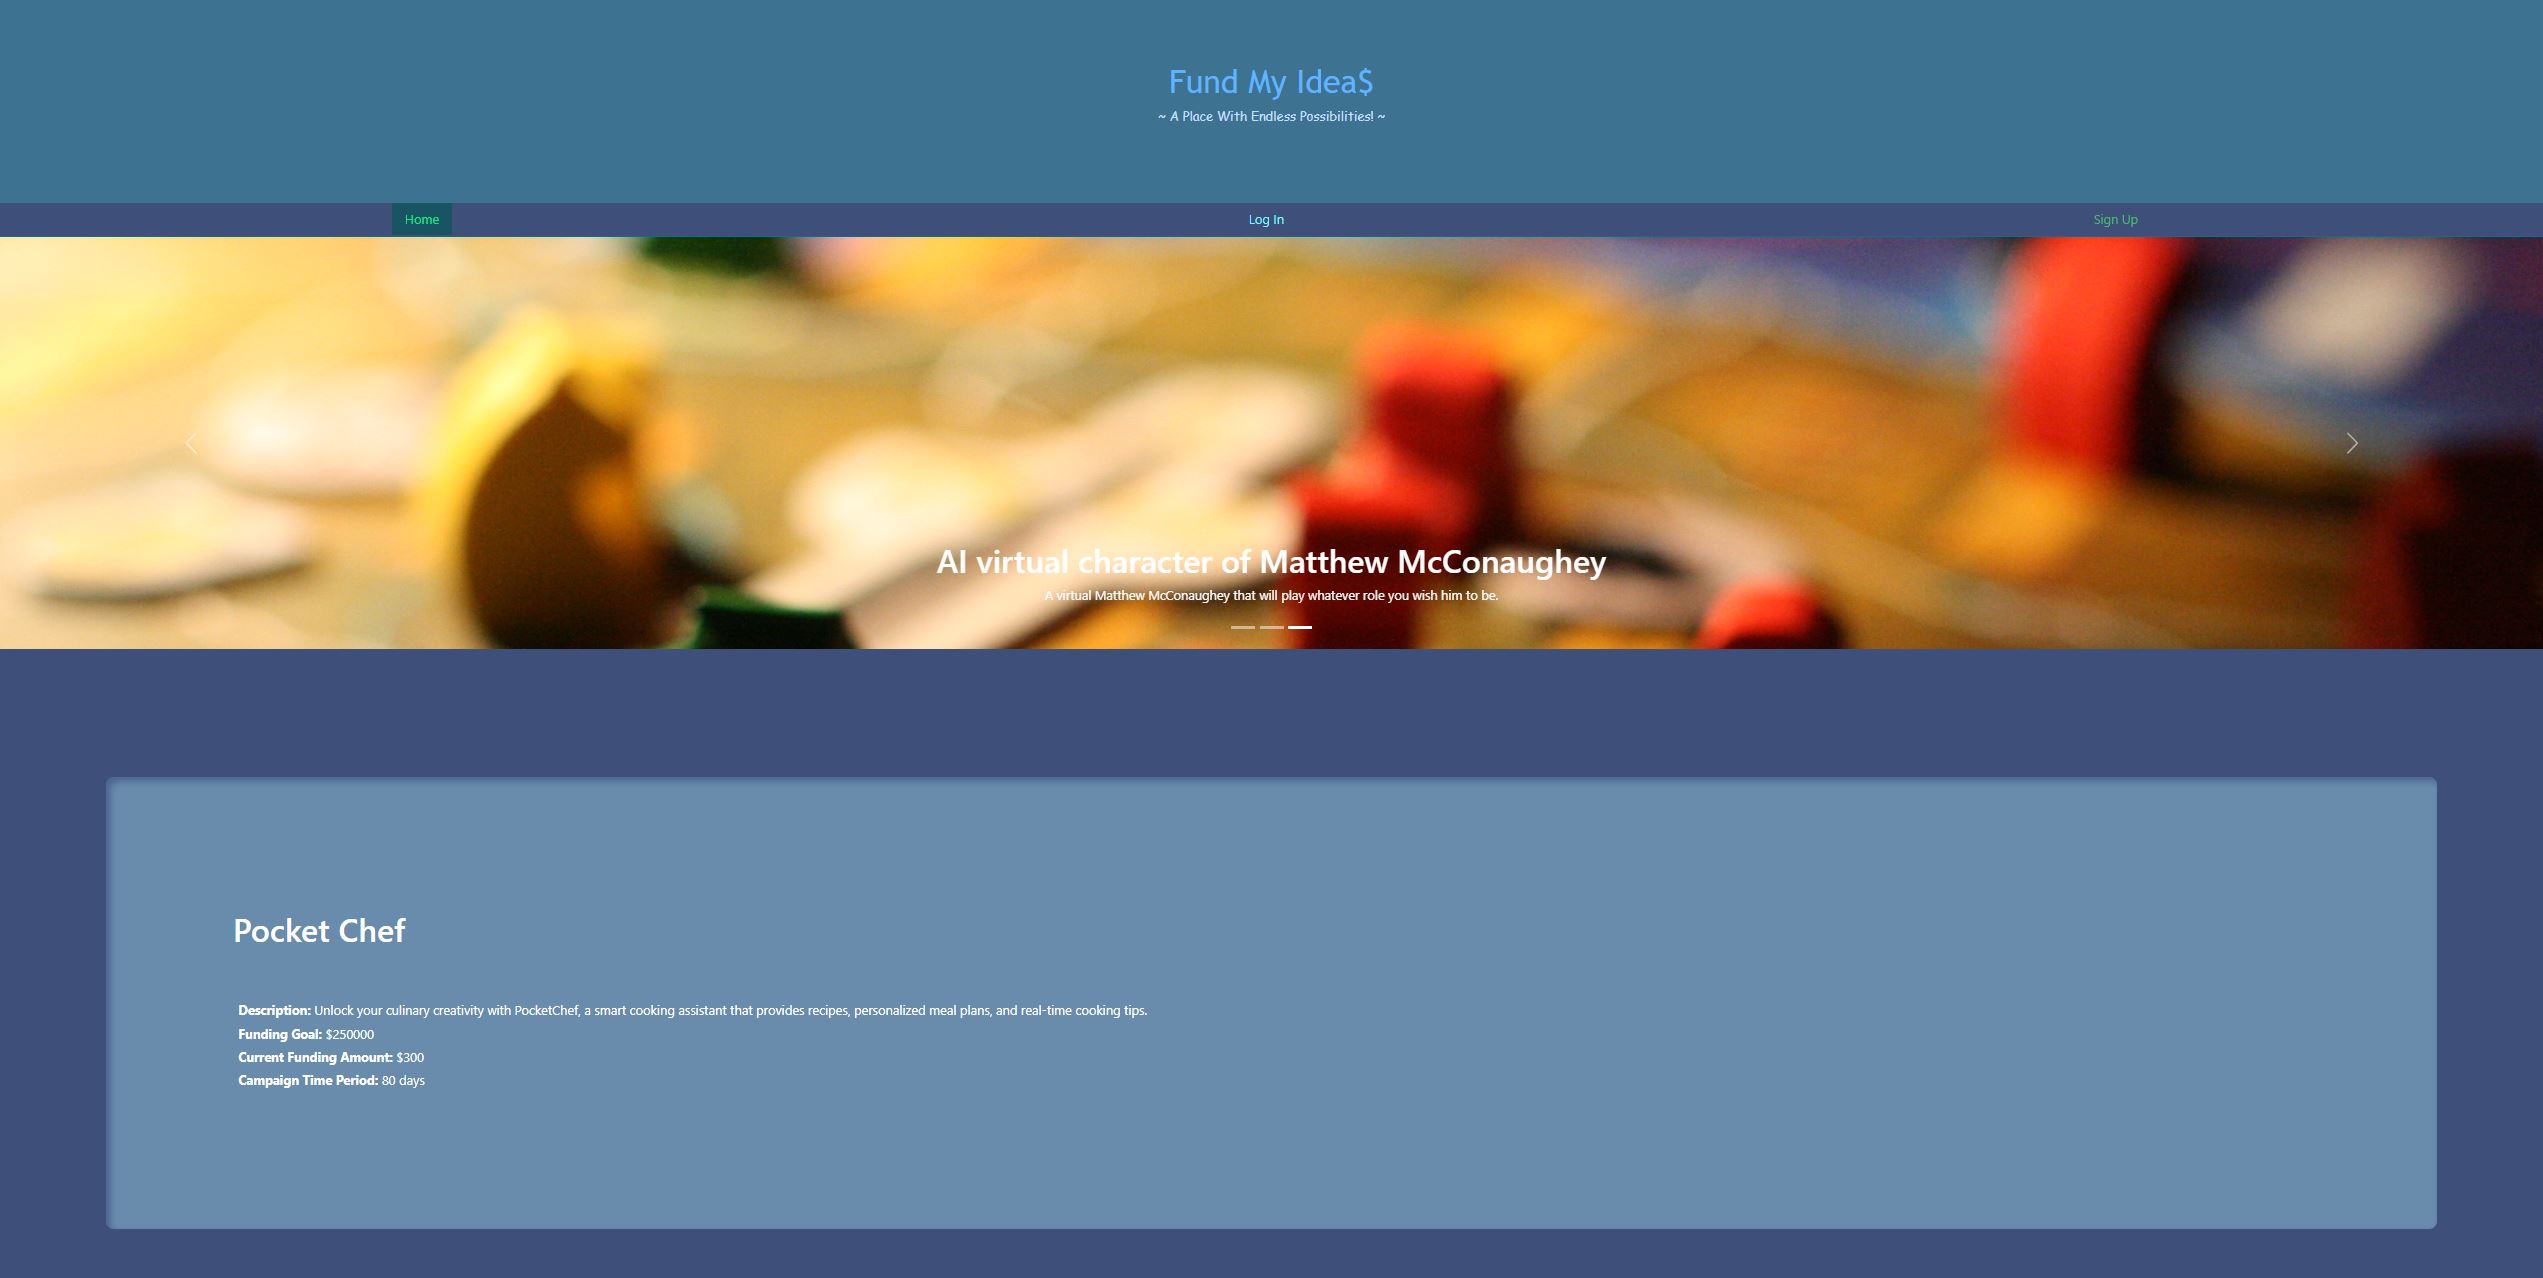 Fund My Idea$
~ A Place With Endless Possibilities! ~
Home
Log In
Sign Up
AI virtual character of Matthew McConaughey
A virtual Matthew McConaughey that will play whatever role you wish him to be.
Pocket Chef
Description: Unlock your culinary creativity with PocketChef, a smart cooking assistant that provides recipes, personalized meal plans, and real-time cooking tips.
Funding Goal: $250000
Current Funding Amount: $300
Campaign Time Period: 80 days